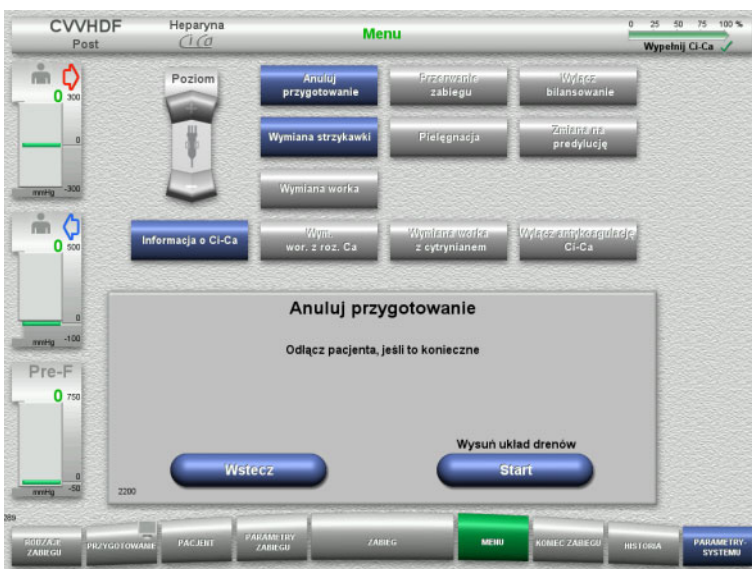 CVVHDF
Post
Heparyna
Ci Ca
Menu
0 25 50 75 100 %
Wypełnij Ci-Ca
0
300
0
mmHg -300
Poziom
Anuluj przygotowanie
Przerwanie zabiegu
Wyłącz bilansowanie
Wymiana strzykawki
Pielęgnacja
Zmiana na predylucję
Wymiana worka
Informacja o Ci-Ca
Wym. wor. z roz. Ca
Wymiana worka z cytrynianem
Wyłącz antykoagulację Ci-Ca
0
500
0
mmHg -100
Anuluj przygotowanie
Odłącz pacjenta, jeśli to konieczne
Pre-F
0
750
0
mmHg -50
Wysuń układ drenów
Wstecz
Start
2200
269
RODZAJE ZABIEGU
PRZYGOTOWANIE
PACJENT
PARAMETRY ZABIEGU
ZABIEG
MENU
KONIEC ZABIEGU
HISTORIA
PARAMETRY-SYSTEMU